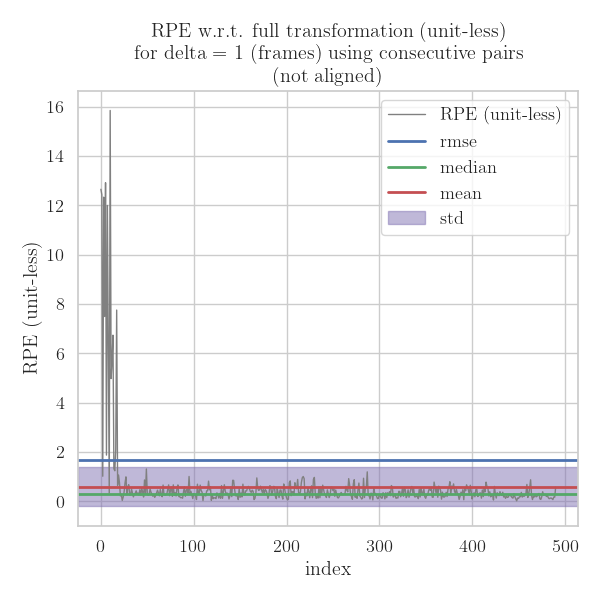 RPE w.r.t. full transformation (unit-less)
for delta = 1 (frames) using consecutive pairs
(not aligned)
RPE (unit-less)
16
14
12
10
8
6
4
2
0
RPE (unit-less)
rmse
median
mean
std
0
100
200
300
400
500
index